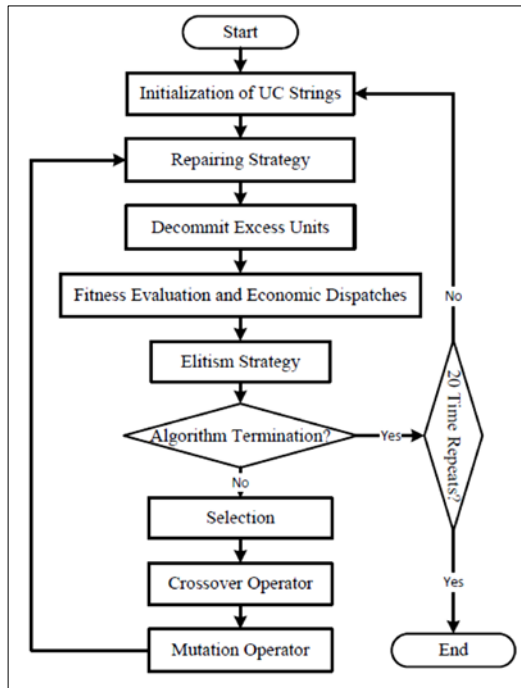 Start
Initialization of UC Strings
Repairing Strategy
Decommit Excess Units
Fitness Evaluation and Economic Dispatches
No
Elitism Strategy
Algorithm Termination?
Yes
20 Time Repeats?
No
Selection
Crossover Operator
Yes
Mutation Operator
End